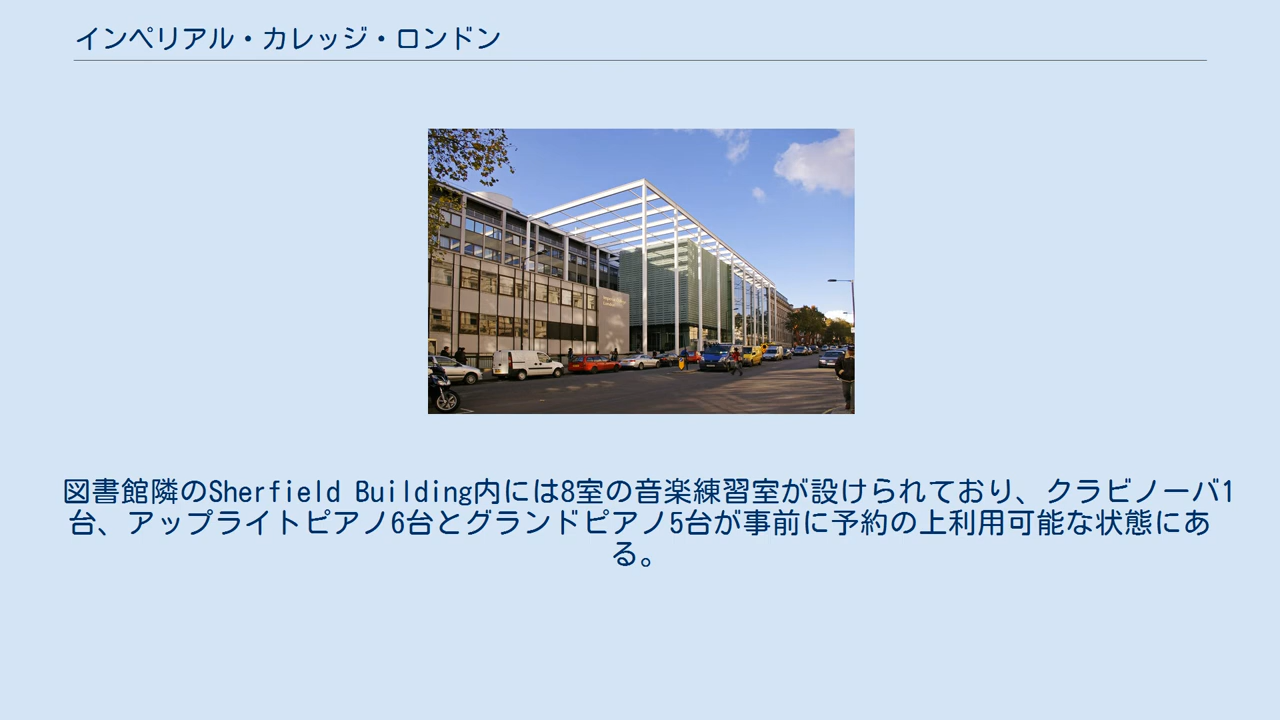 インペリアル・カレッジ・ロンドン
図書館隣のSherfield Building内には8室の音楽練習室が設けられており、クラビノーバ1
台、アップライトピアノ6台とグランドピアノ5台が事前に予約の上利用可能な状態にあ
る。